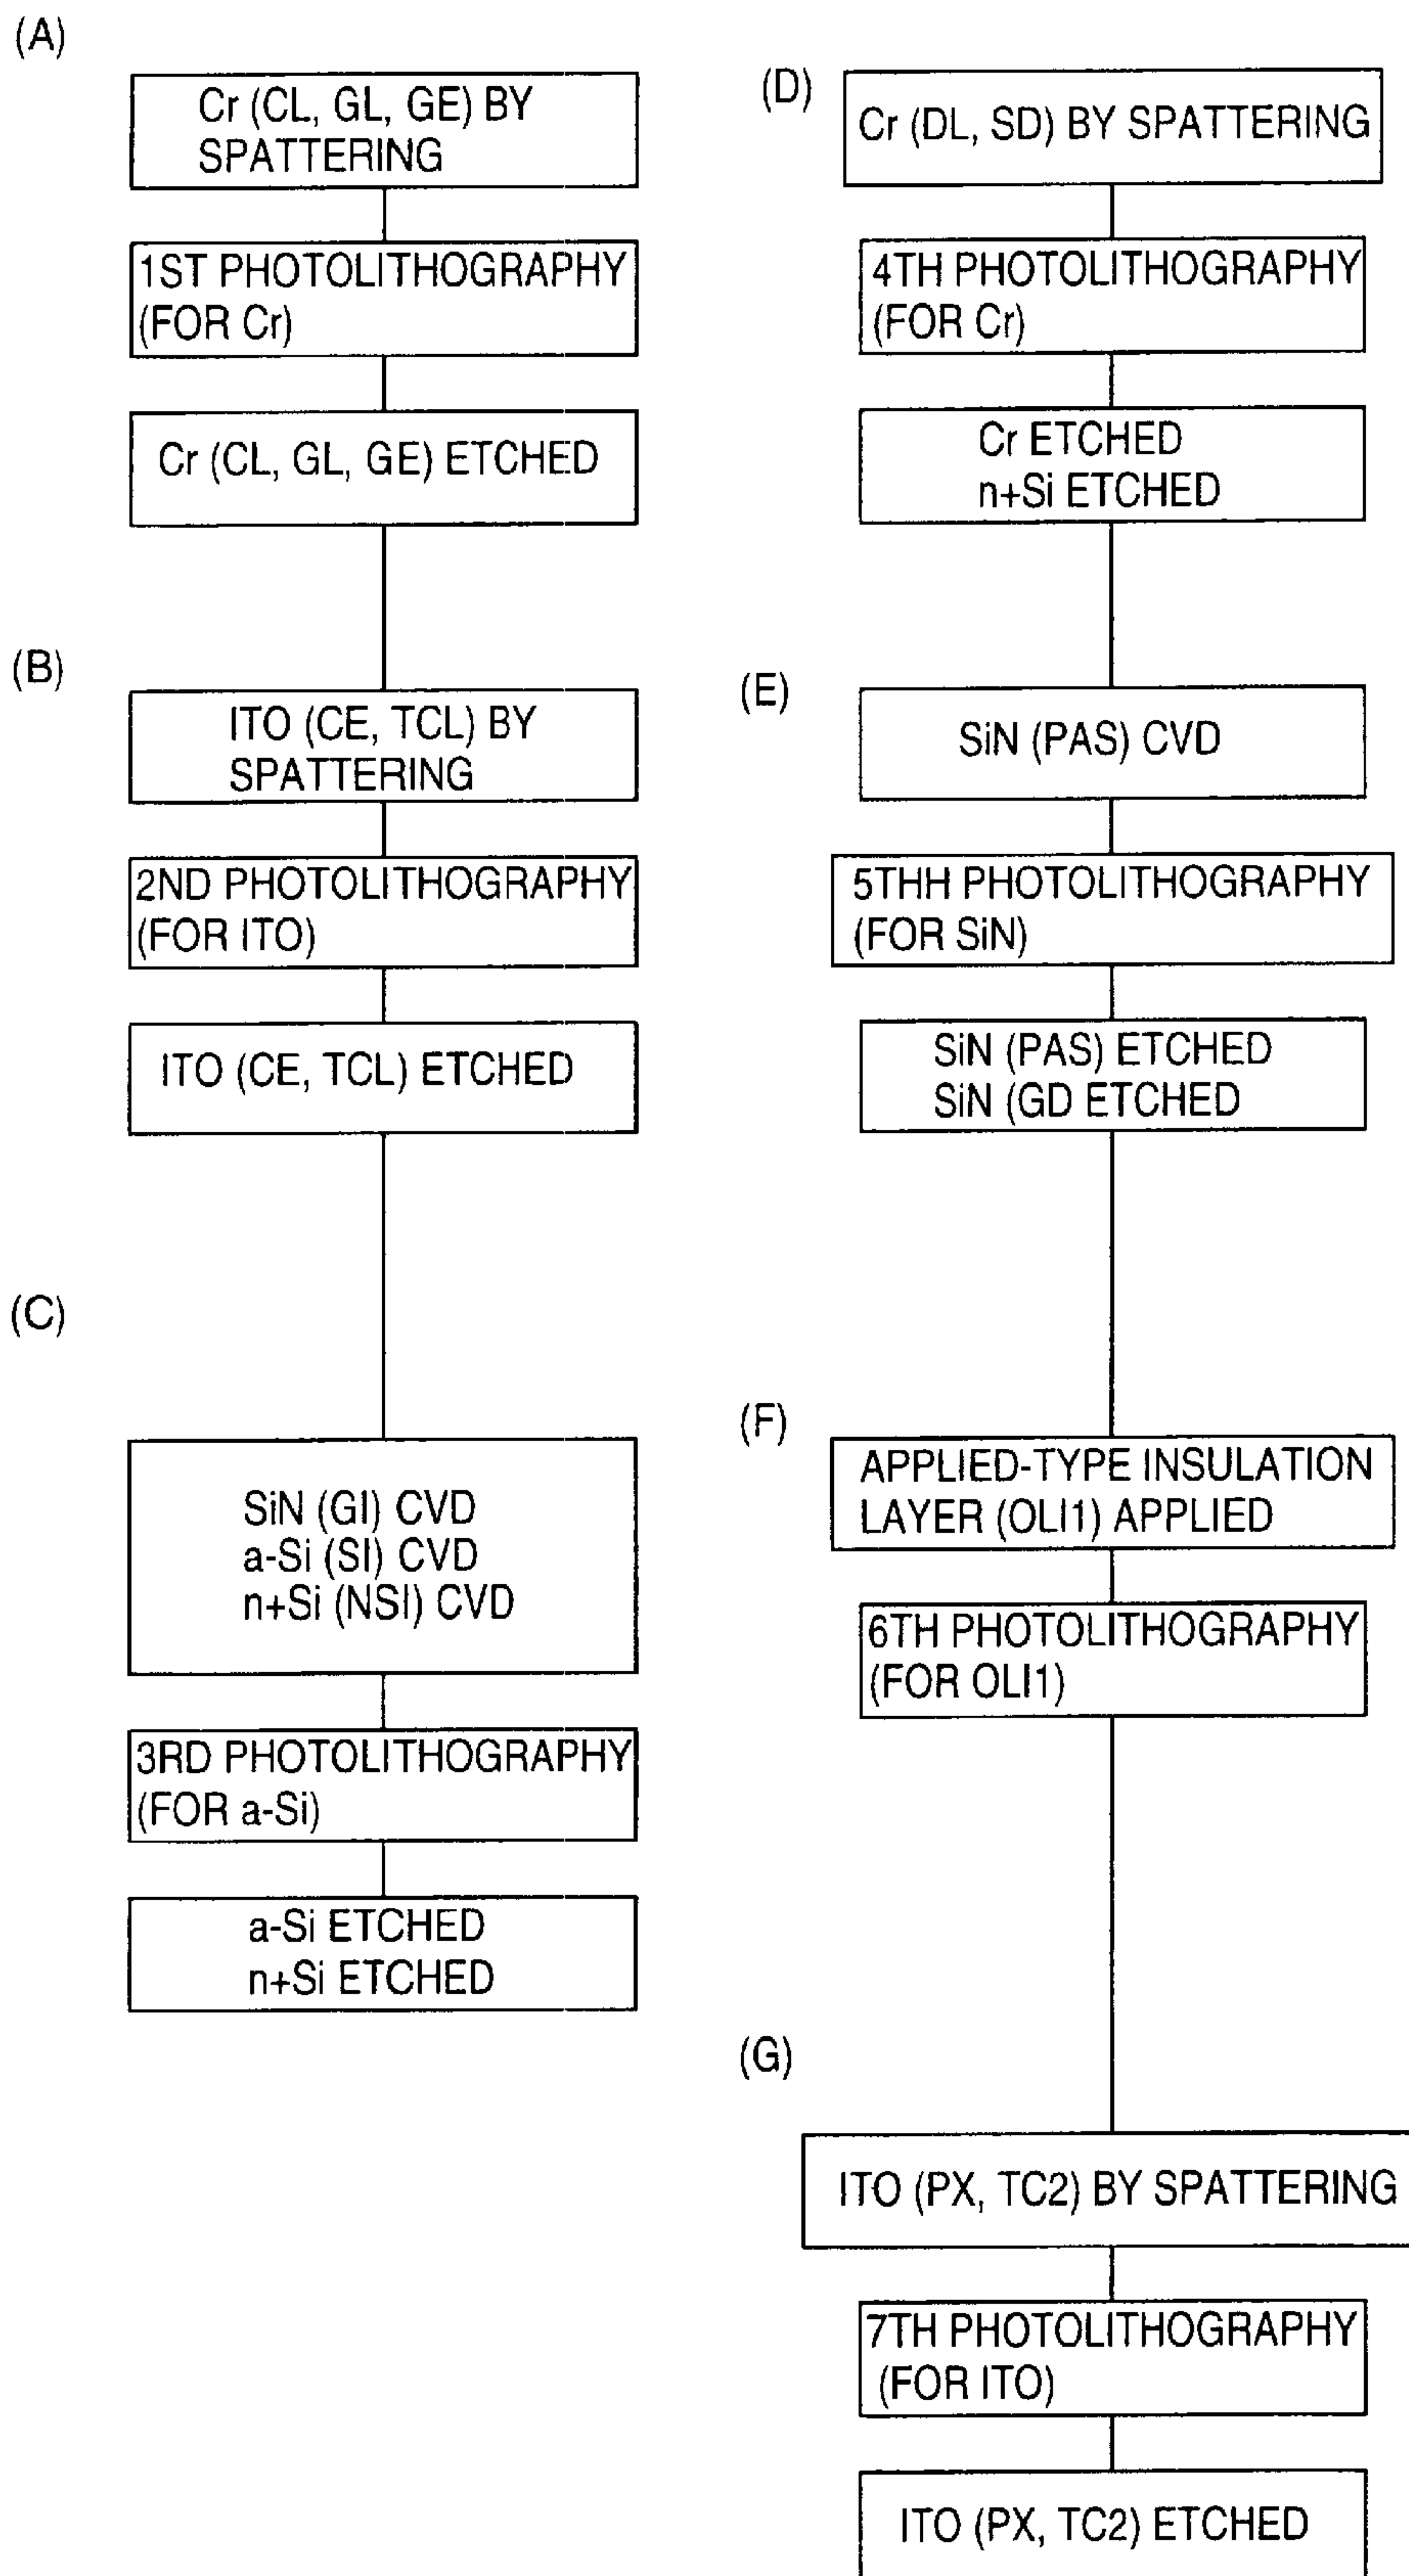 (A)
Cr (CL, GL, GE) BY
SPATTERING
1ST PHOTOLITHOGRAPHY
(FOR Cr)
Cr (CL, GL, GE) ETCHED
(B)
ITO (CE, TCL) BY
SPATTERING
2ND PHOTOLITHOGRAPHY
(FOR ITO)
ITO (CE, TCL) ETCHED
(C)
SiN (GI) CVD
a-Si (SI) CVD
n+Si (NSI) CVD
3RD PHOTOLITHOGRAPHY
(FOR a-Si)
a-Si ETCHED
n+Si ETCHED
(D)
Cr (DL, SD) BY SPATTERING
4TH PHOTOLITHOGRAPHY
(FOR Cr)
Cr ETCHED
n+Si ETCHED
(E)
SiN (PAS) CVD
5THH PHOTOLITHOGRAPHY
(FOR SiN)
SiN (PAS) ETCHED
SiN (GD ETCHED
(F)
APPLIED-TYPE INSULATION
LAYER (OLI1) APPLIED
6TH PHOTOLITHOGRAPHY
(FOR OLI1)
(G)
ITO (PX, TC2) BY SPATTERING
7TH PHOTOLITHOGRAPHY
(FOR ITO)
ITO (PX, TC2) ETCHED